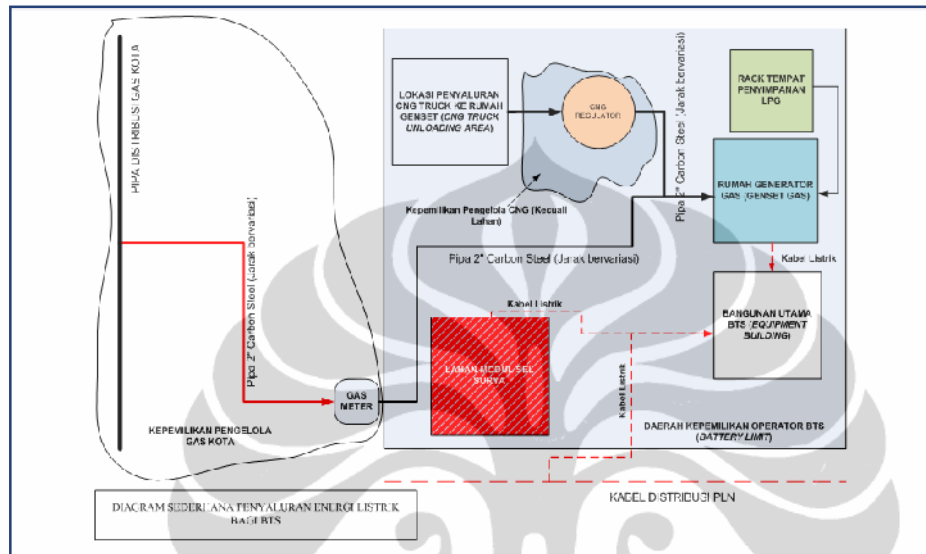 PIPA DISTRIBUSI GAS KOTA
Pipa 2" Carbon Steel (Jarak bervariasi)
GAS
METER
KEPEMILIKAN PENGELOLA
GAS KOTA
LOKASI PENYALURAN
CNG TRUCK KE RUMAH
GENSET (CNG TRUCK
UNLOADING AREA)
CNG
REGULATOR
Kepemilikan Pengelola CNG (Kecuali
Lahan)
Pipa 2" Carbon Steel (Jarak bervariasi)
Pipa 2" Carbon Steel (Jarak bervariasi)
RACK TEMPAT
PENYIMPANAN
LPG
RUMAH GENERATOR
GAS (GENSET GAS)
Kabel Listrik
BANGUNAN UTAMA
BTS (EQUIPMENT
BUILDING)
Kabel Listrik
LAHAN MODUL SEL
SURYA
Kabel Listrik
DAERAH KEPEMILIKAN OPERATOR BTS
(BATTERY LIMIT)
KABEL DISTRIBUSI PLN
DIAGRAM SEDERHANA PENYALURAN ENERGI LISTRIK
BAGI BTS